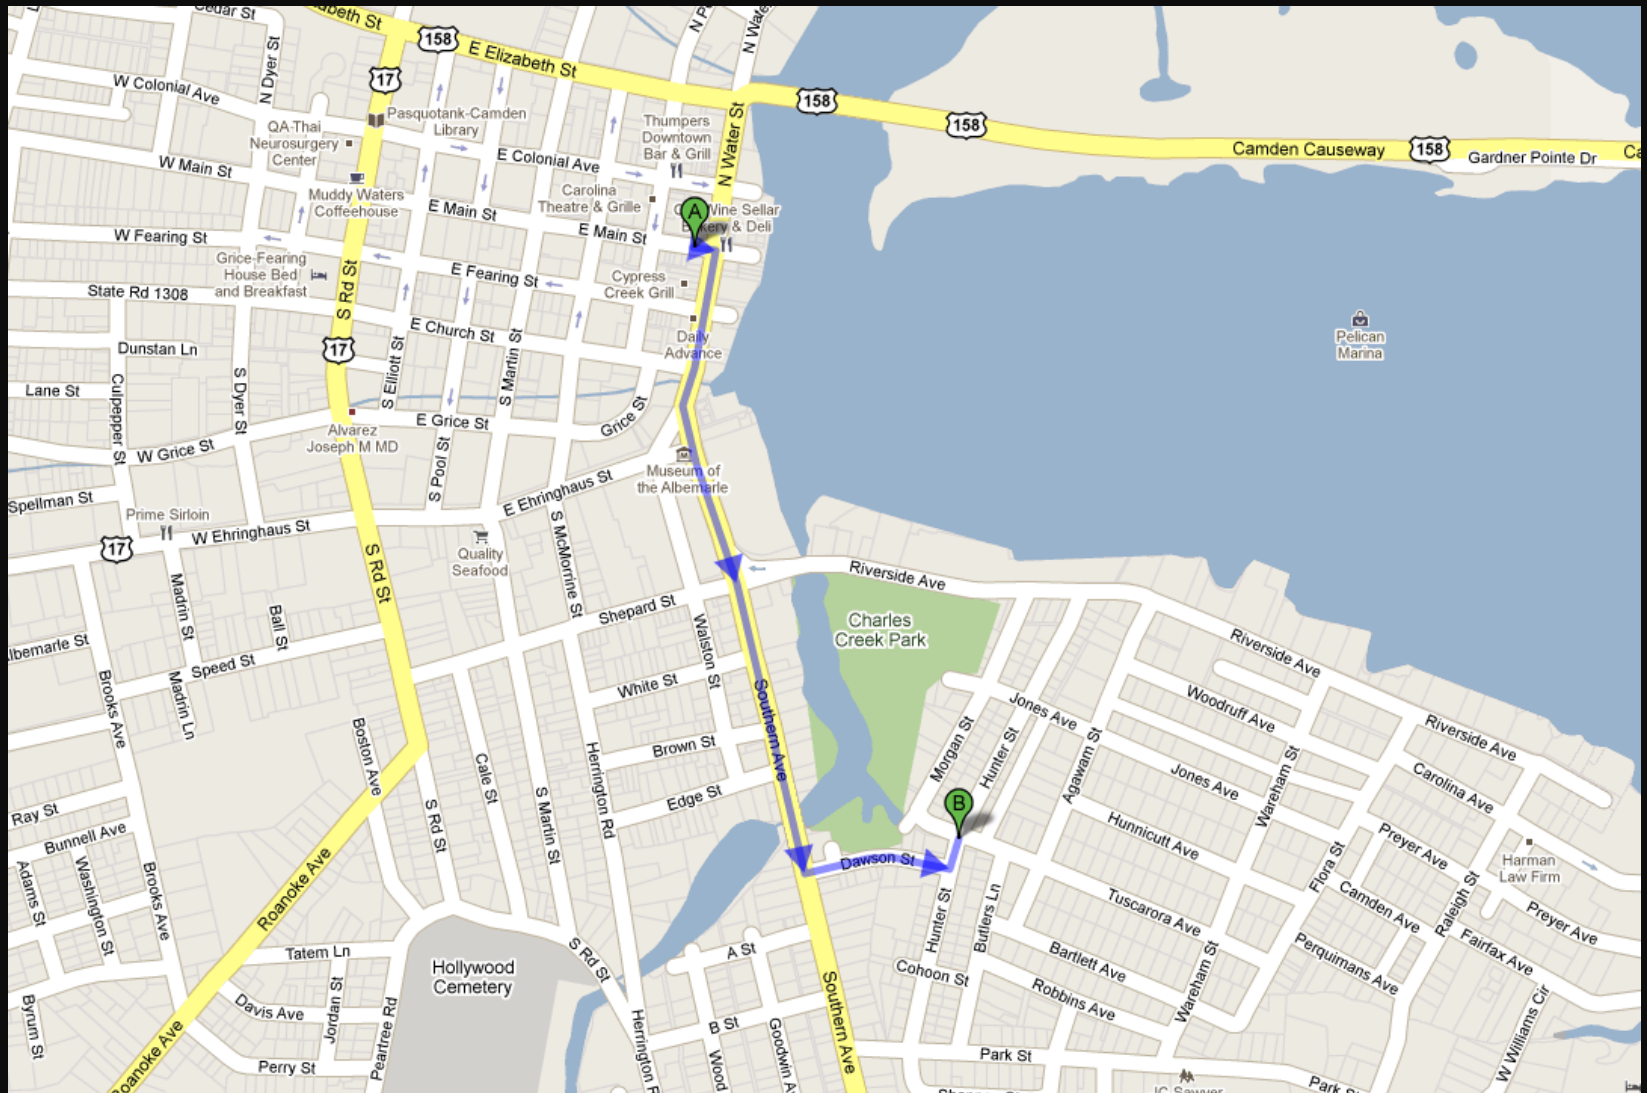 Cedar St
abeth St
158
E Elizabeth St
N Dyer St
17
W Colonial Ave
Pasquotank-Camden
Library
QA-Thai
Neurosurgery
Center
Thumpers
Downtown
Bar & Grill
N Water St
158
158
Camden Causeway
158
Gardner Pointe Dr
E Colonial Ave
W Main St
Muddy Waters
Coffeehouse
E Main St
Carolina
Theatre & Grille
A
Wine Sellar
Bakery & Deli
E Main St
W Fearing St
Grice-Fearing
House Bed
and Breakfast
E Fearing St
Cypress
Creek Grill
State Rd 1308
S Rd St
E Church St
Daily
Advance
Pelican
Marina
17
Dunstan Ln
Lane St
Culpepper St
S Dyer St
S Elliott St
S Martin St
Grice St
E Grice St
Alvarez
Joseph M MD
W Grice St
S Pool St
Museum of
the Albemarle
E Ehringhaus St
Spellman St
Prime Sirloin
W Ehringhaus St
17
S McMorrine St
Quality
Seafood
S Rd St
Riverside Ave
Madrin St
Ball St
Shepard St
Charles
Creek Park
Walston St
lbemarle St
Speed St
Riverside Ave
Brooks Ave
Madrin Ln
White St
Southern Ave
Jones Ave
Woodruff Ave
Riverside Ave
Boston Ave
Herrington Rd
Brown St
Morgan St
Hunter St
Agawam St
Jones Ave
Wareham St
Carolina Ave
Cale St
S Martin St
Edge St
B
Hunnicutt Ave
Ray St
Bunnell Ave
S Rd St
Dawson St
Flora St
Preyer Ave
Harman
Law Firm
Roanoke Ave
Adams St
Washington St
Brooks Ave
Tuscarora Ave
Camden Ave
Raleigh St
Preyer Ave
Hunter St
Butlers Ln
Tatem Ln
Hollywood
Cemetery
S Rd St
A St
Cohoon St
Bartlett Ave
Perquimans Ave
Fairfax Ave
Byrum St
Davis Ave
Jordan St
Peartree Rd
Southern Ave
Robbins Ave
Wareham St
W Williams Cir
Roanoke Ave
Perry St
Herrington R
B St
Wood
Goodwin A
Park St
Park St